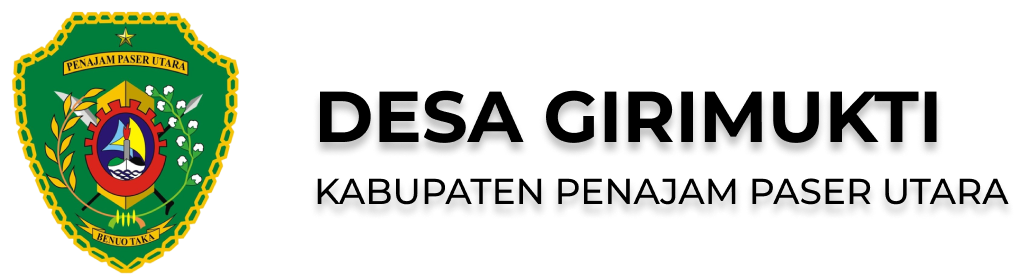 PENAJAM PASER UTARA
BENUO TAKA
DESA GIRIMUKTI
KABUPATEN PENAJAM PASER UTARA